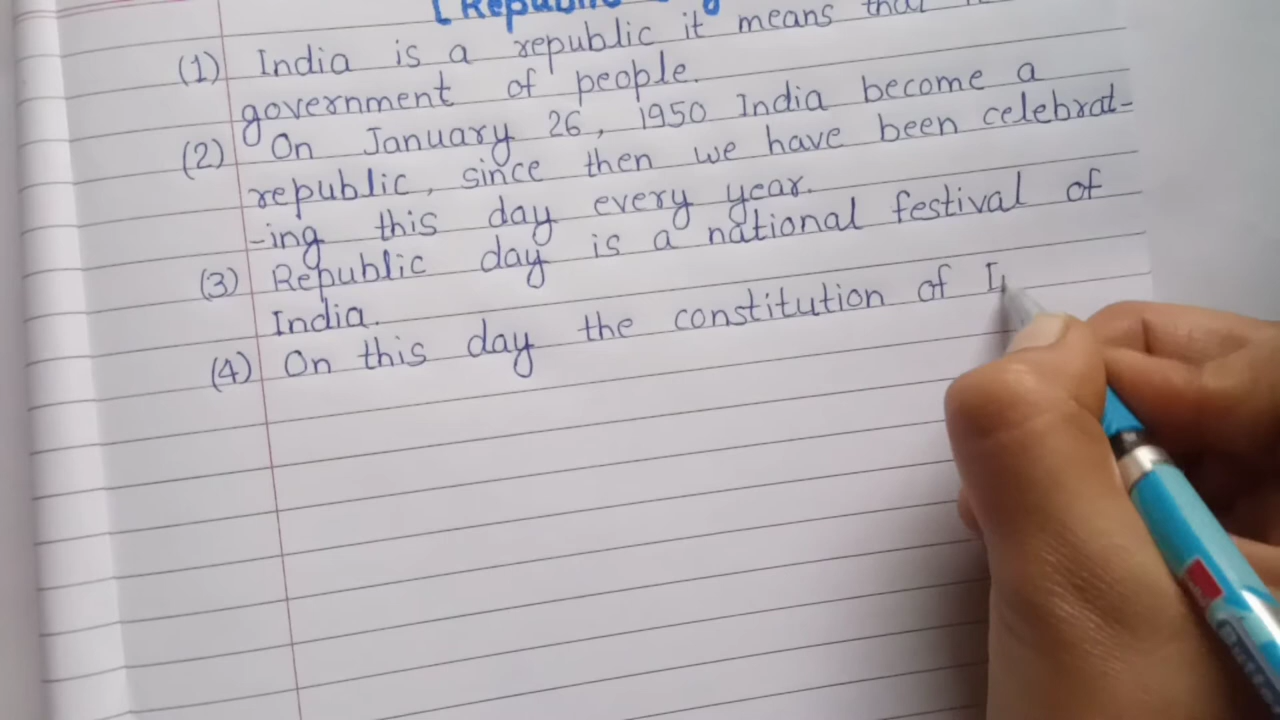 [Republic
(1) India is a republic it means that
government of people.
(2) On January 26, 1950 India become a
republic, since then we have been celebrat-
-ing this day every year.
(3) Republic day is a national festival of
India.
(4) On this day the constitution of I